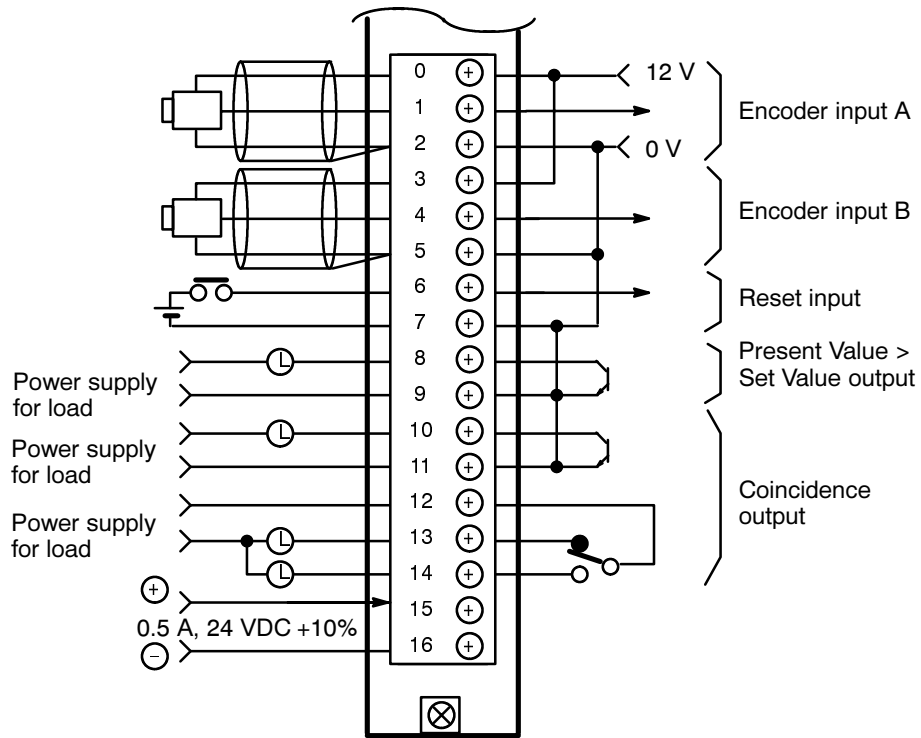 0
12 V
1
Encoder input A
2
0 V
3
4
Encoder input B
5
6
Reset input
7
8
Present Value >
Set Value output
Power supply
for load
9
10
Power supply
for load
11
12
Coincidence
output
Power supply
for load
13
14
+
15
0.5 A, 24 VDC +10%
−
16
L
L
L
L